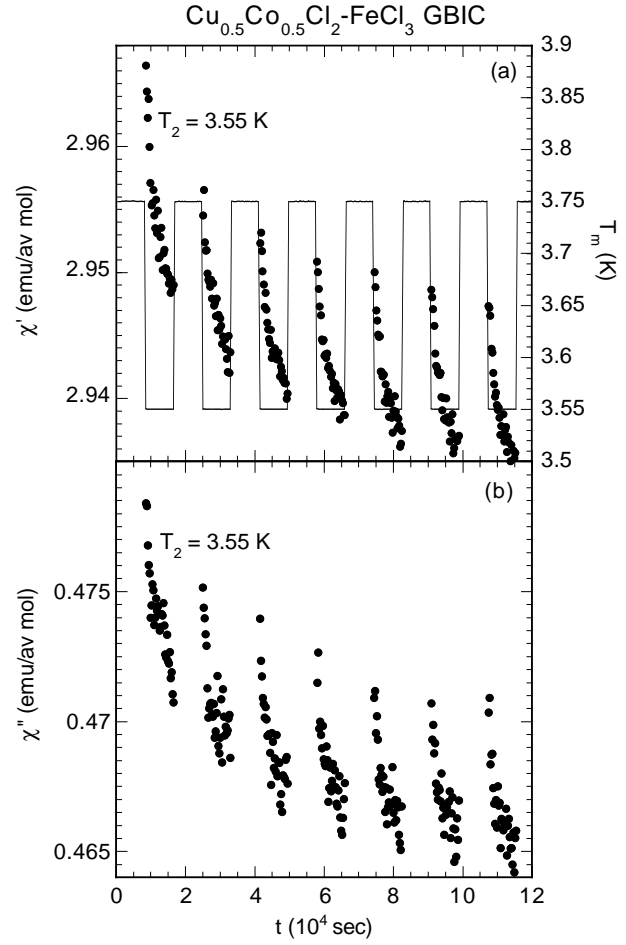 Cu0.5Co0.5Cl2-FeCl3 GBIC
(a)
T2 = 3.55 K
χ' (emu/av mol)
2.96
2.95
2.94
3.9
3.85
3.8
3.75
3.7
3.65
3.6
3.55
3.5
Tm (K)
(b)
T2 = 3.55 K
χ" (emu/av mol)
0.475
0.47
0.465
0 2 4 6 8 10 12
t (10^4 sec)